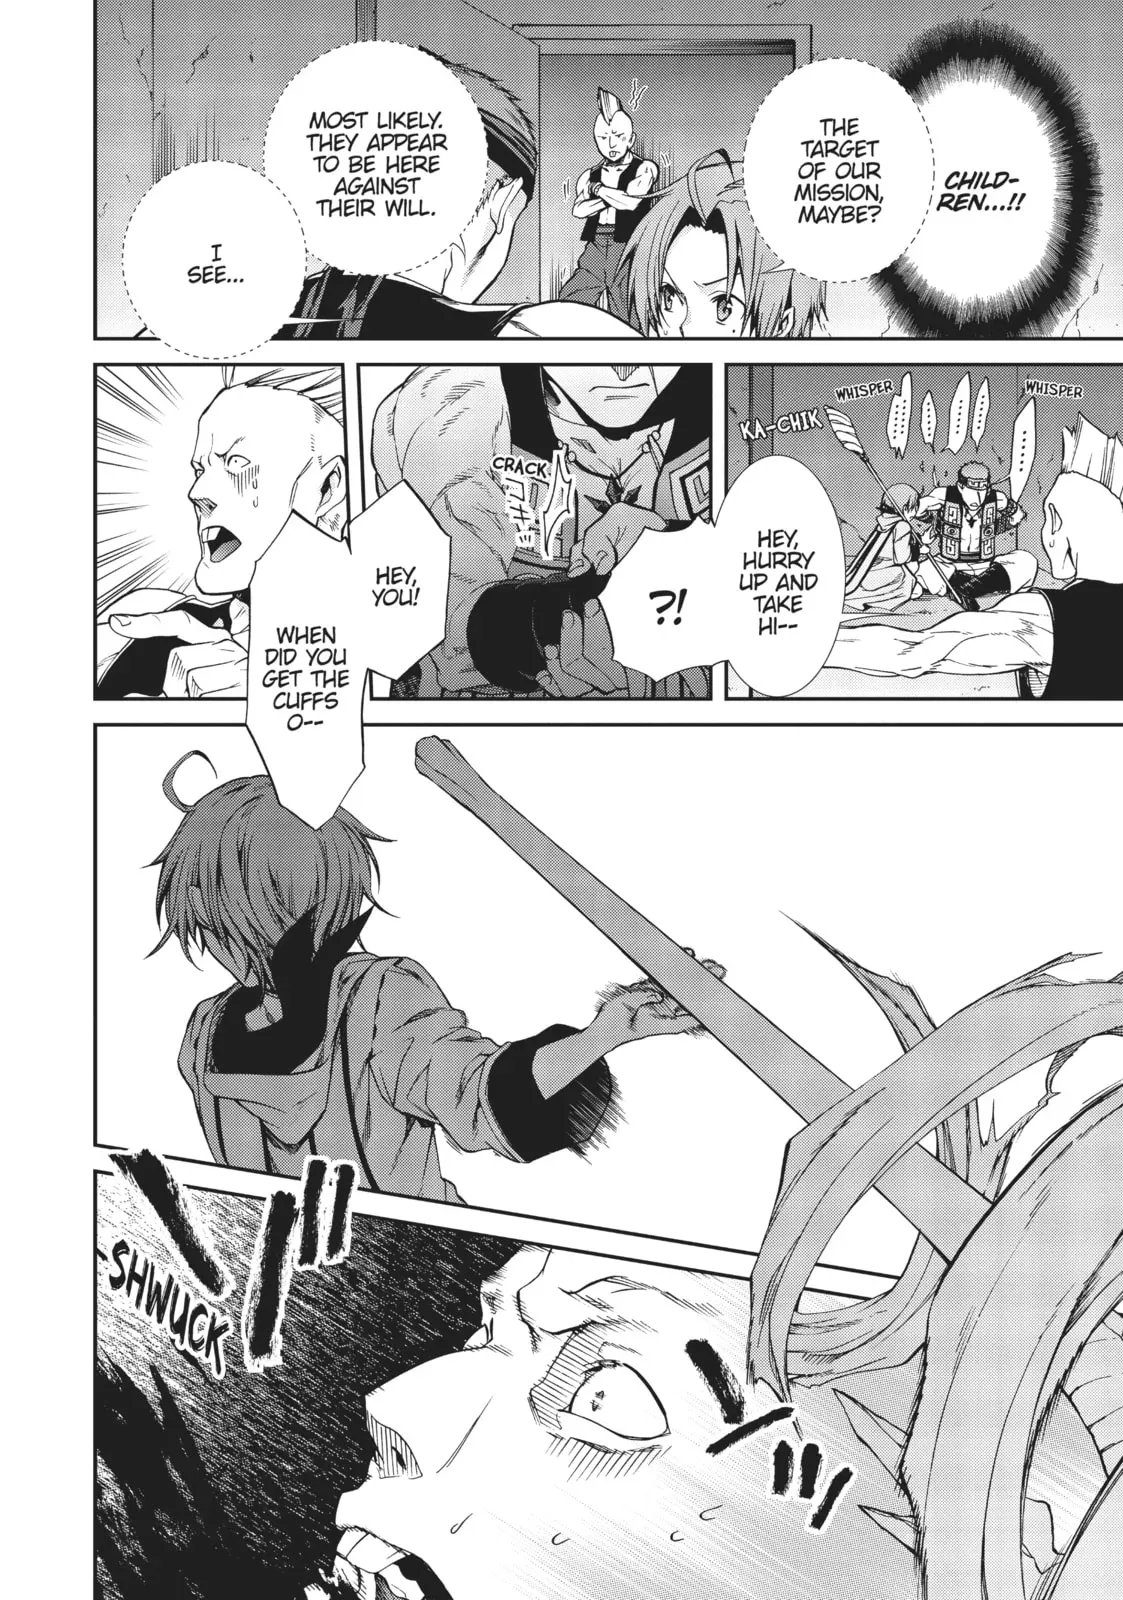 CHILD-
REN...!!
THE
TARGET
OF OUR
MISSION,
MAYBE?
MOST LIKELY.
THEY APPEAR
TO BE HERE
AGAINST
THEIR WILL.
I
SEE...
WHISPER
WHISPER
KA-CHIK
HEY,
HURRY
UP AND
TAKE
HI--
?!
CRACK
HEY,
YOU!
WHEN
DID YOU
GET THE
CUFFS
O--
SHWUCK